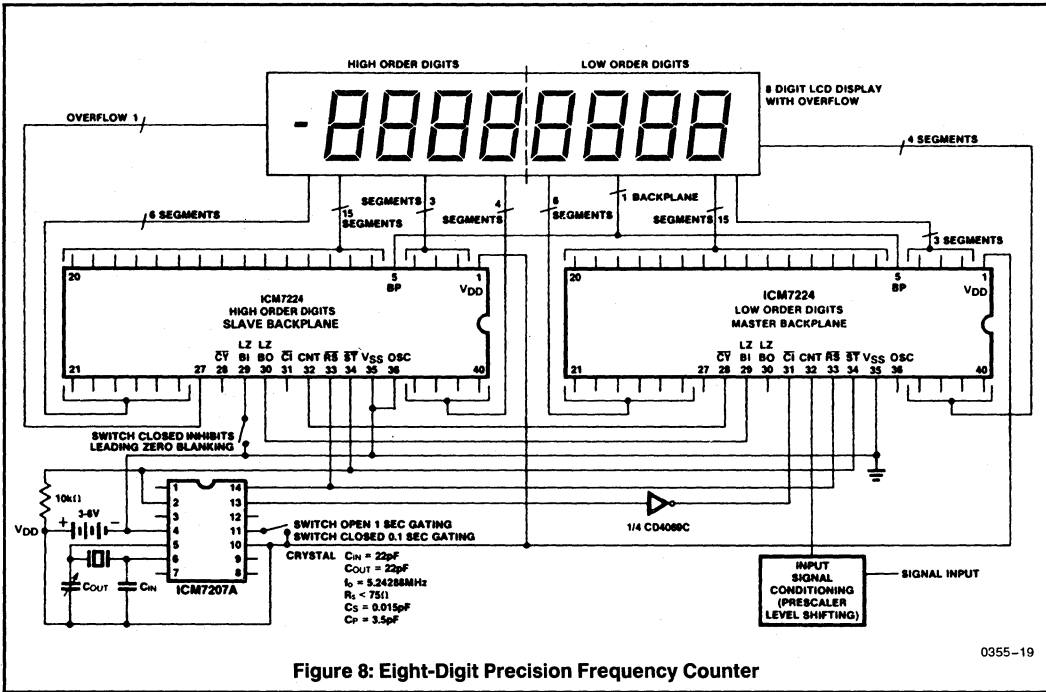 HIGH ORDER DIGITS LOW ORDER DIGITS
8 DIGIT LCD DISPLAY
WITH OVERFLOW
OVERFLOW 1
4 SEGMENTS
6 SEGMENTS
15
SEGMENTS
SEGMENTS 3
4
SEGMENTS
6
SEGMENTS
1 BACKPLANE
SEGMENTS 15
3 SEGMENTS
20 5 1
BP
VDD
ICM7224
HIGH ORDER DIGITS
SLAVE BACKPLANE
LZ LZ
CY BI BO CI CNT RS ST VSS OSC
21 27 28 29 30 31 32 33 34 35 36 40
20 5 1
BP
VDD
ICM7224
LOW ORDER DIGITS
MASTER BACKPLANE
LZ LZ
CY BI BO CI CNT RS ST VSS OSC
21 27 28 29 30 31 32 33 34 35 36 40
SWITCH CLOSED INHIBITS
LEADING ZERO BLANKING
10kΩ
3-6V
VDD + −
1 14
2 13
3 12
4 11
5 10
6 9
7 8
ICM7207A
COUT CIN
SWITCH OPEN 1 SEC GATING
SWITCH CLOSED 0.1 SEC GATING
CRYSTAL CIN = 22pF
COUT = 22pF
fo = 5.24288MHz
Rs < 75Ω
CS = 0.015pF
CP = 3.5pF
1/4 CD4069C
INPUT
SIGNAL
CONDITIONING
(PRESCALER
LEVEL SHIFTING)
SIGNAL INPUT
0355–19
Figure 8: Eight-Digit Precision Frequency Counter